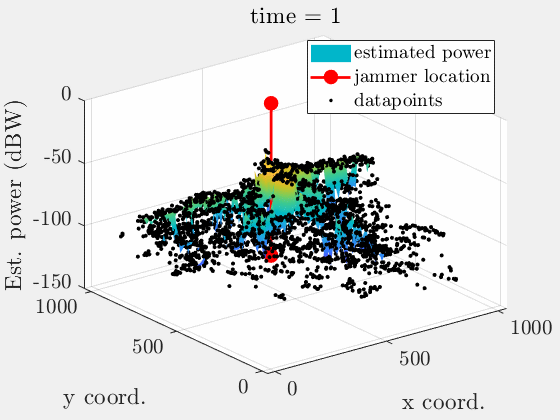 time = 1
estimated power
jammer location
datapoints
Est. power (dBW)
0
-50
-100
-150
1000
500
0
y coord.
0
500
1000
x coord.